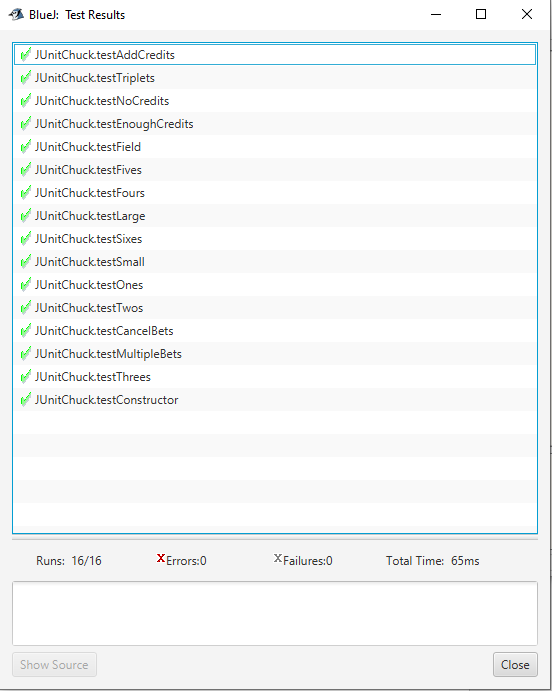 BlueJ: Test Results
JUnitChuck.testAddCredits
JUnitChuck.testTriplets
JUnitChuck.testNoCredits
JUnitChuck.testEnoughCredits
JUnitChuck.testField
JUnitChuck.testFives
JUnitChuck.testFours
JUnitChuck.testLarge
JUnitChuck.testSixes
JUnitChuck.testSmall
JUnitChuck.testOnes
JUnitChuck.testTwos
JUnitChuck.testCancelBets
JUnitChuck.testMultipleBets
JUnitChuck.testThrees
JUnitChuck.testConstructor
Runs: 16/16 xErrors:0 xFailures:0 Total Time: 65ms
Show Source Close